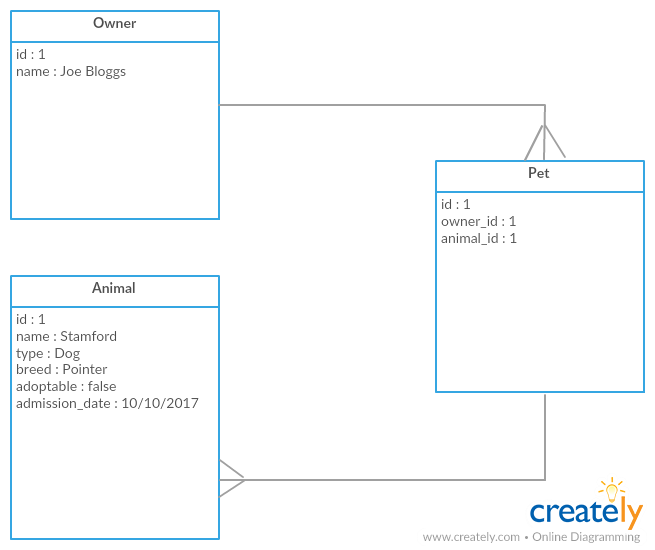 Owner
id : 1
name : Joe Bloggs
Pet
id : 1
owner_id : 1
animal_id : 1
Animal
id : 1
name : Stamford
type : Dog
breed : Pointer
adoptable : false
admission_date : 10/10/2017
creately
www.creately.com • Online Diagramming